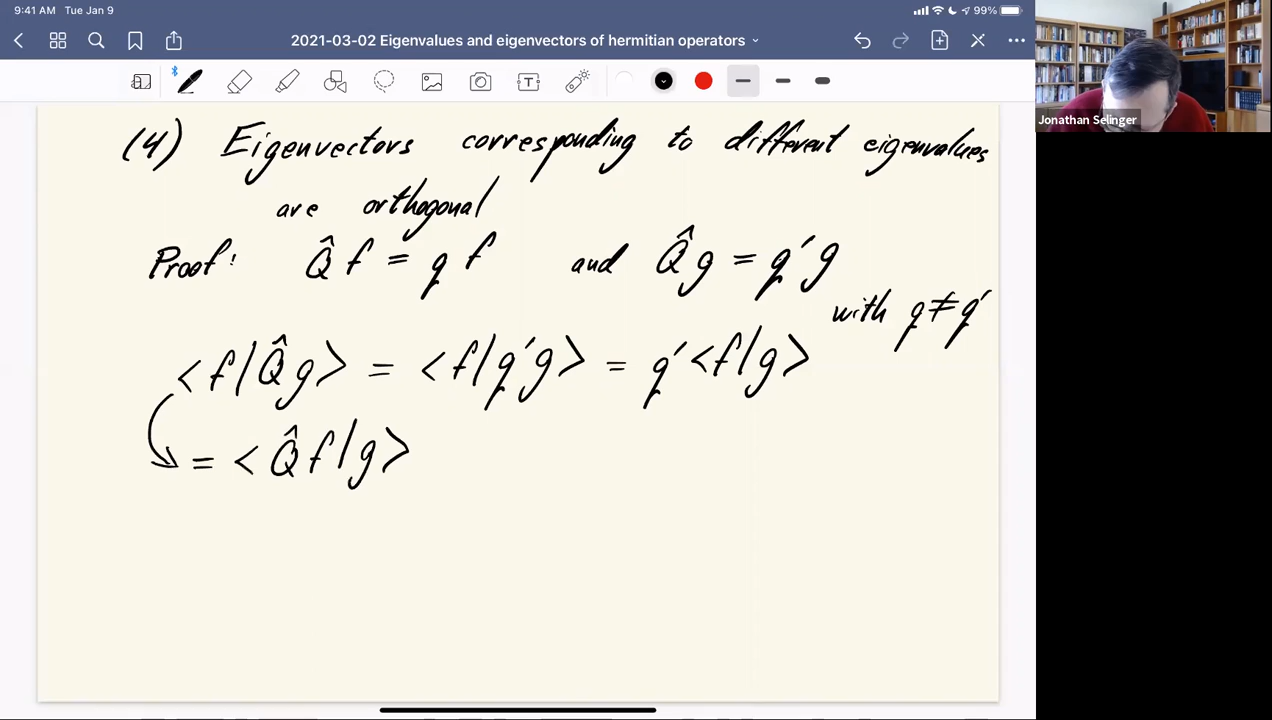 9:41 AM Tue Jan 9
99%
2021-03-02 Eigenvalues and eigenvectors of hermitian operators
T
Jonathan Selinger
(4) Eigenvectors corresponding to different eigenvalues
are orthogonal
Proof: Q̂ f = q f and Q̂ g = q′ g
with q ≠ q′
<f|Q̂g> = <f|q′g> = q′<f|g>
= <Q̂f|g>